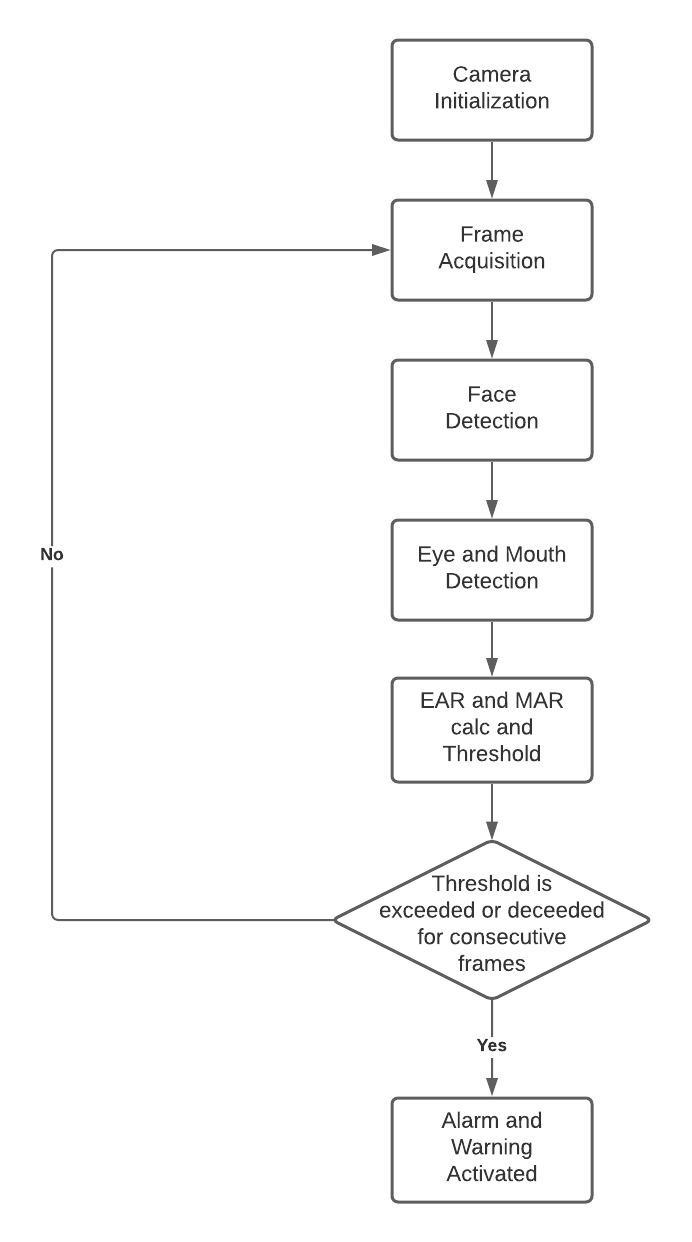 Camera
Initialization
Frame
Acquisition
Face
Detection
No
Eye and Mouth
Detection
EAR and MAR
calc and
Threshold
Threshold is
exceeded or deceeded
for consecutive
frames
Yes
Alarm and
Warning
Activated